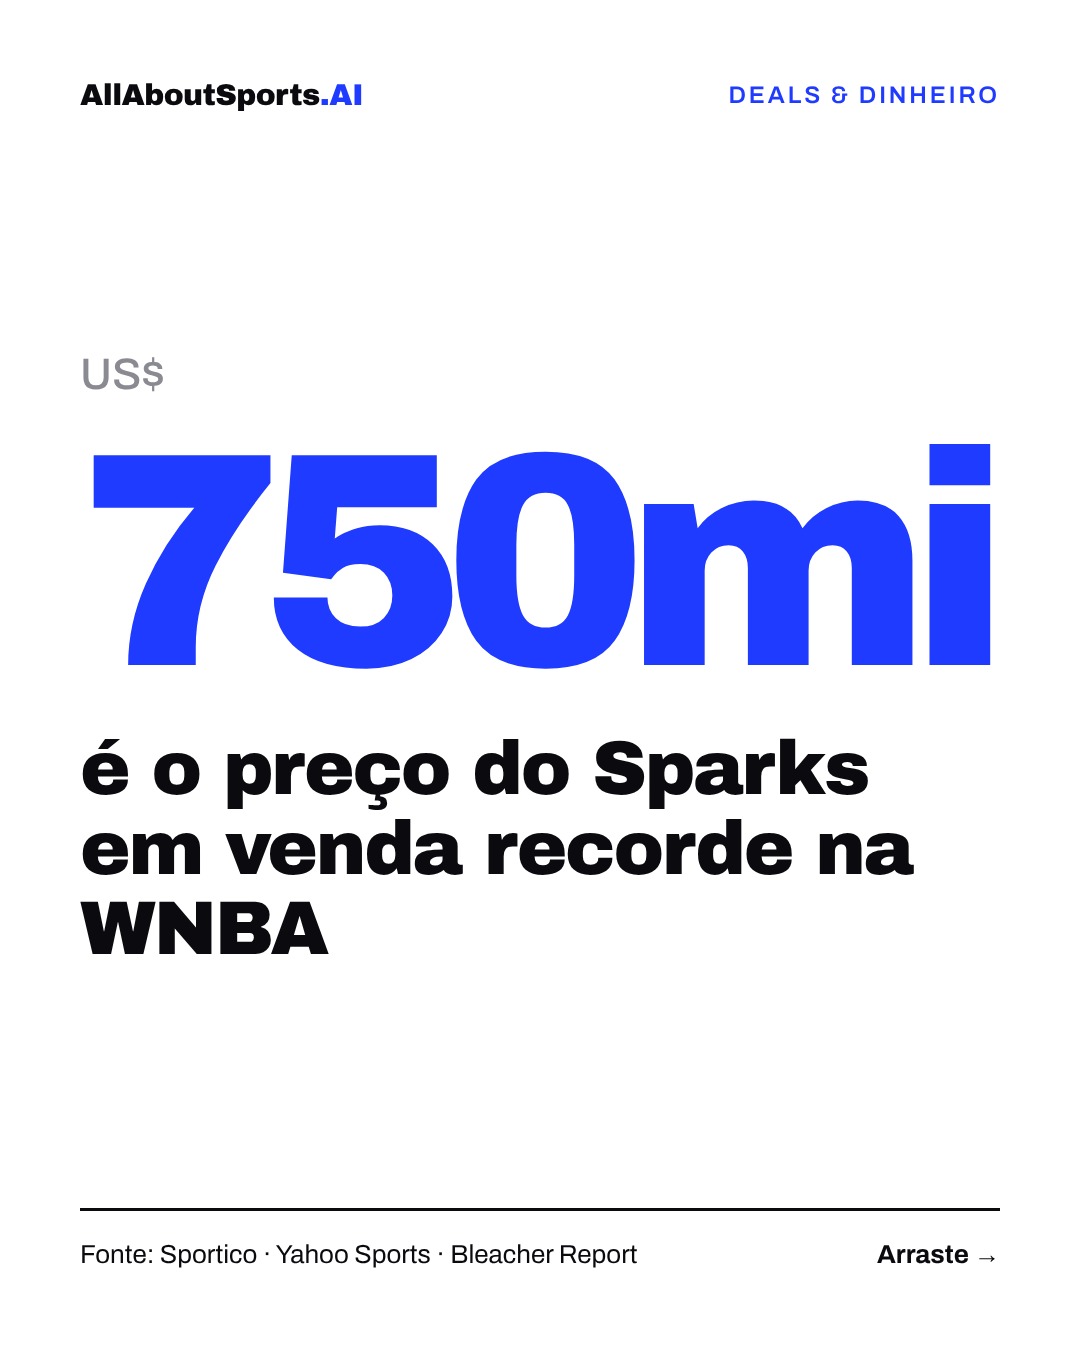 AllAboutSports.AI
DEALS & DINHEIRO
US$
750mi
é o preço do Sparks
em venda recorde na
WNBA
Fonte: Sportico · Yahoo Sports · Bleacher Report
Arraste →